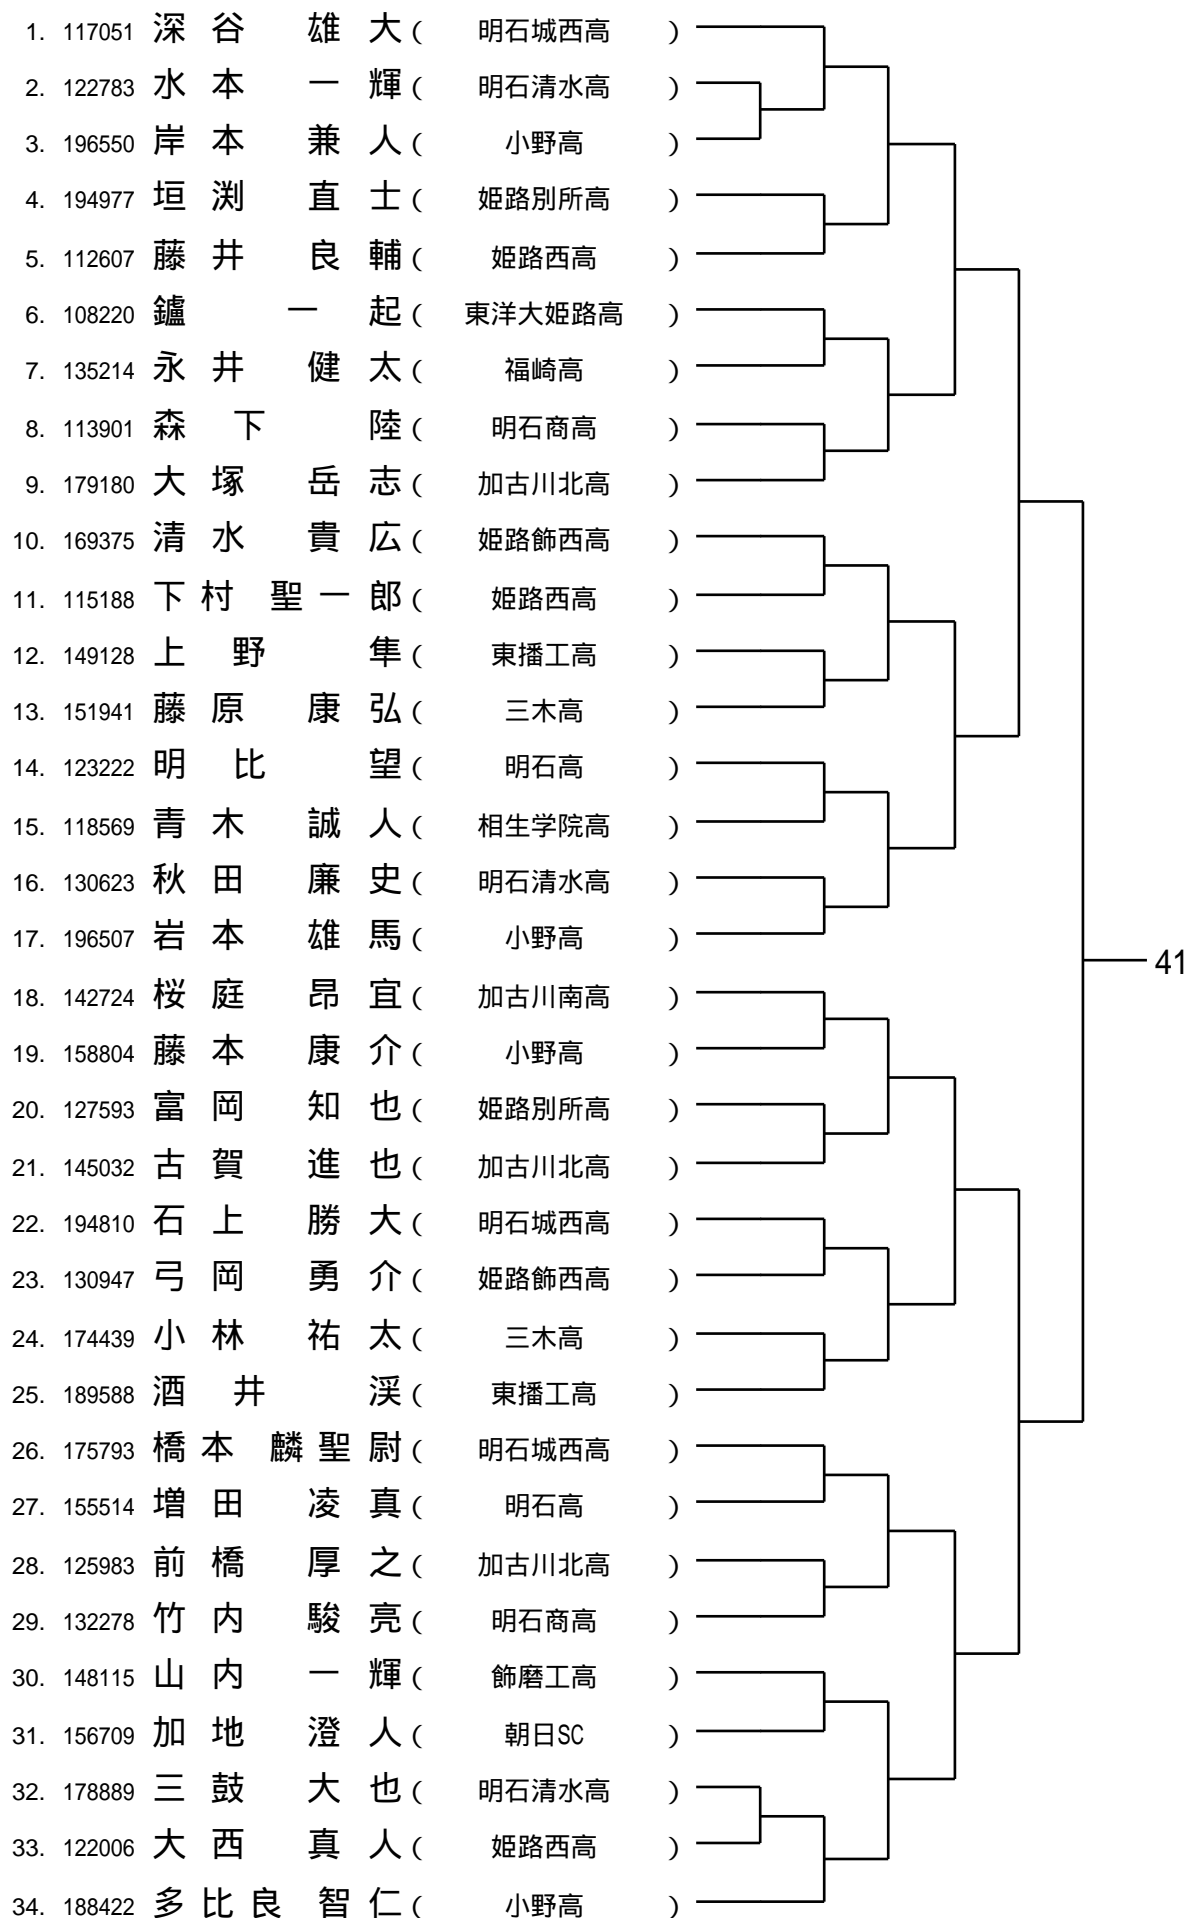 1. 117051 深谷 雄大 ( 明石城西高 )
2. 122783 水本 一輝 ( 明石清水高 )
3. 196550 岸本 兼人 ( 小野高 )
4. 194977 垣渕 直士 ( 姫路別所高 )
5. 112607 藤井 良輔 ( 姫路西高 )
6. 108220 鑪 一起 ( 東洋大姫路高 )
7. 135214 永井 健太 ( 福崎高 )
8. 113901 森下 陸 ( 明石商高 )
9. 179180 大塚 岳志 ( 加古川北高 )
10. 169375 清水 貴広 ( 姫路飾西高 )
11. 115188 下村 聖一郎 ( 姫路西高 )
12. 149128 上野 隼 ( 東播工高 )
13. 151941 藤原 康弘 ( 三木高 )
14. 123222 明比 望 ( 明石高 )
15. 118569 青木 誠人 ( 相生学院高 )
16. 130623 秋田 廉史 ( 明石清水高 )
17. 196507 岩本 雄馬 ( 小野高 )
41
18. 142724 桜庭 昂宜 ( 加古川南高 )
19. 158804 藤本 康介 ( 小野高 )
20. 127593 富岡 知也 ( 姫路別所高 )
21. 145032 古賀 進也 ( 加古川北高 )
22. 194810 石上 勝大 ( 明石城西高 )
23. 130947 弓岡 勇介 ( 姫路飾西高 )
24. 174439 小林 祐太 ( 三木高 )
25. 189588 酒井 渓 ( 東播工高 )
26. 175793 橋本 麟聖尉 ( 明石城西高 )
27. 155514 増田 凌真 ( 明石高 )
28. 125983 前橋 厚之 ( 加古川北高 )
29. 132278 竹内 駿亮 ( 明石商高 )
30. 148115 山内 一輝 ( 飾磨工高 )
31. 156709 加地 澄人 ( 朝日SC )
32. 178889 三鼓 大也 ( 明石清水高 )
33. 122006 大西 真人 ( 姫路西高 )
34. 188422 多比良 智仁 ( 小野高 )